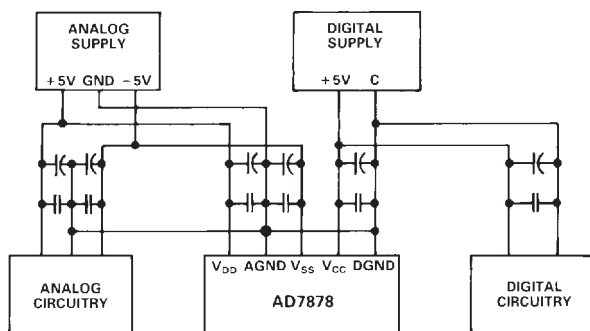 ANALOG
SUPPLY
+5V GND −5V
DIGITAL
SUPPLY
+5V C
ANALOG
CIRCUITRY
VDD AGND VSS VCC DGND
AD7878
DIGITAL
CIRCUITRY